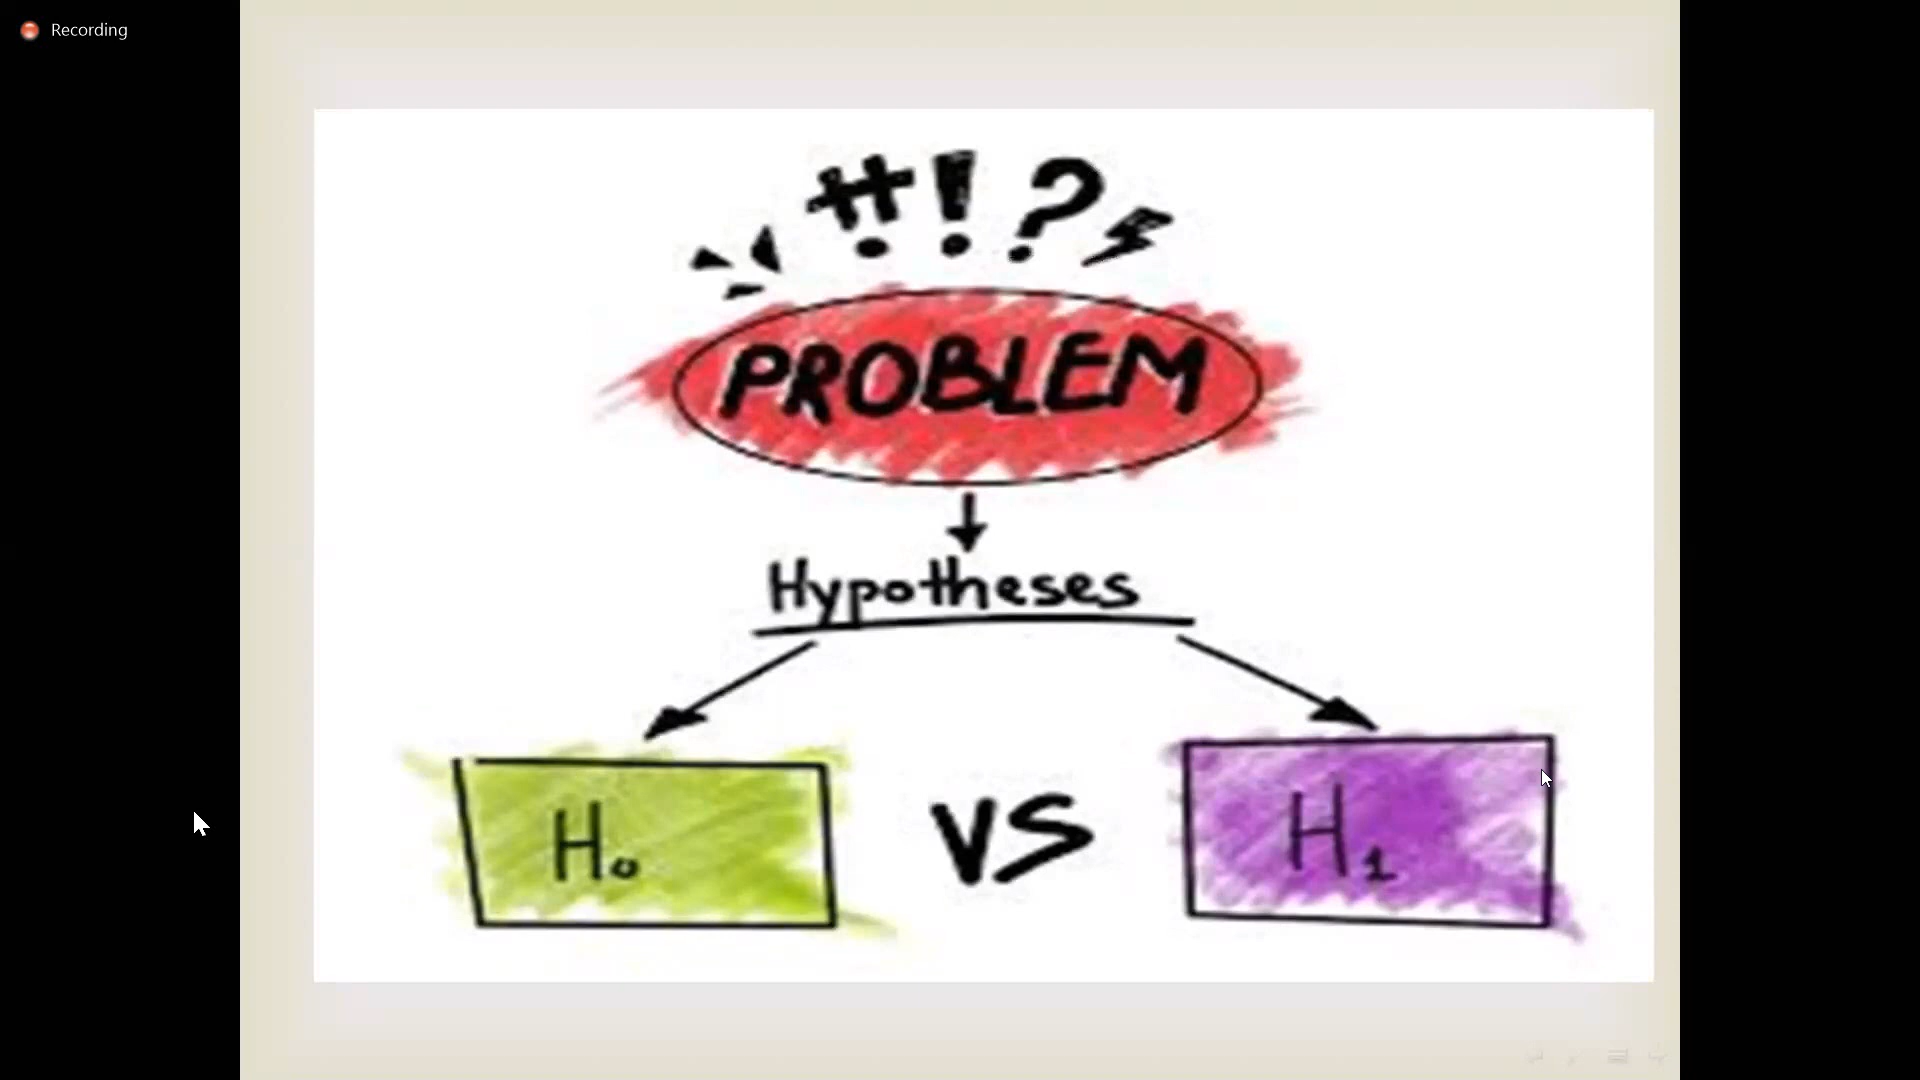 Recording
#!?
PROBLEM
Hypotheses
H₀ VS H₁